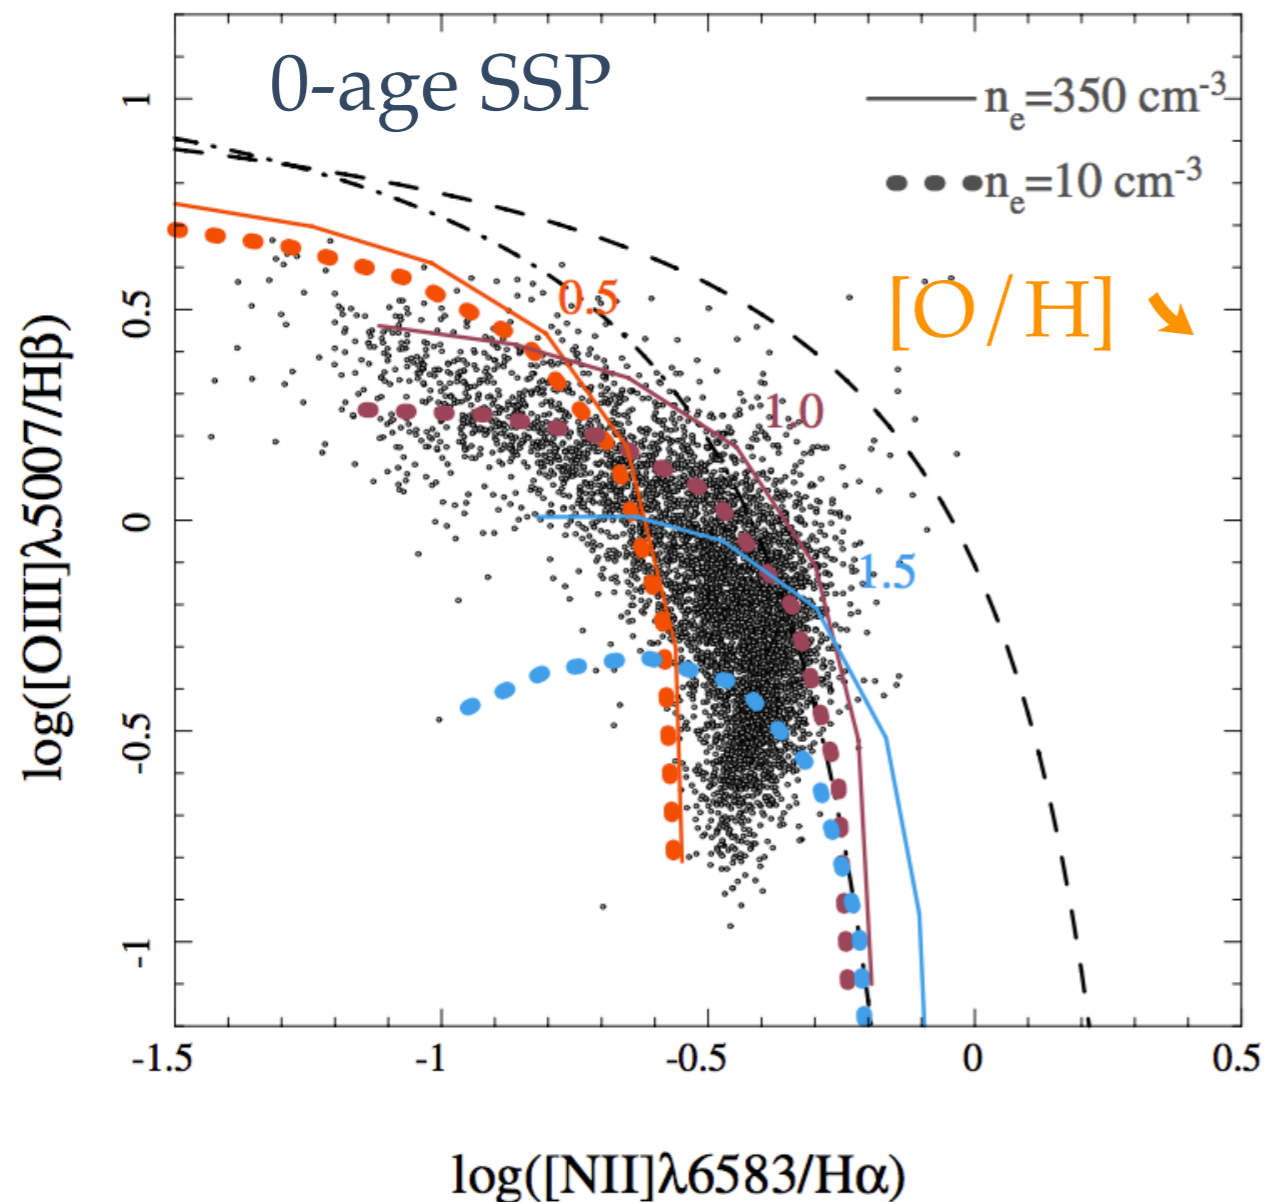 0-age SSP
nₑ=350 cm⁻³
nₑ=10 cm⁻³
[O/H]
0.5
1.0
1.5
1
0.5
0
-0.5
-1
log([OIII]λ5007/Hβ)
-1.5 -1 -0.5 0 0.5
log([NII]λ6583/Hα)